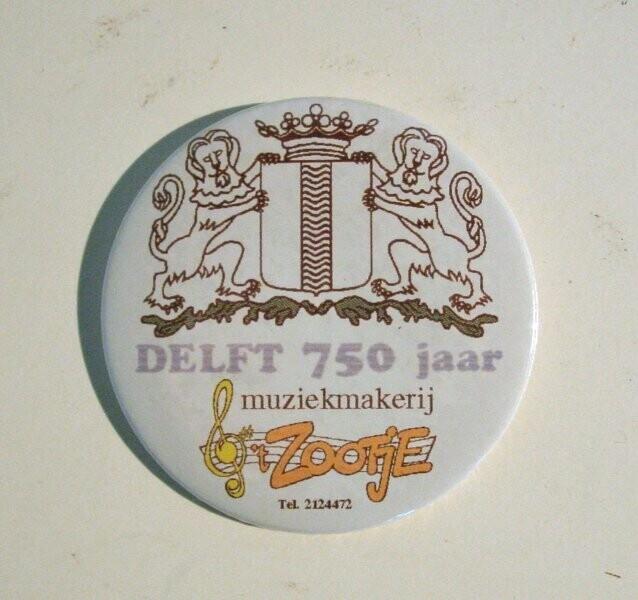 DELFT 750 jaar
muziekmakerij
't ZOOTjE
Tel. 2124472